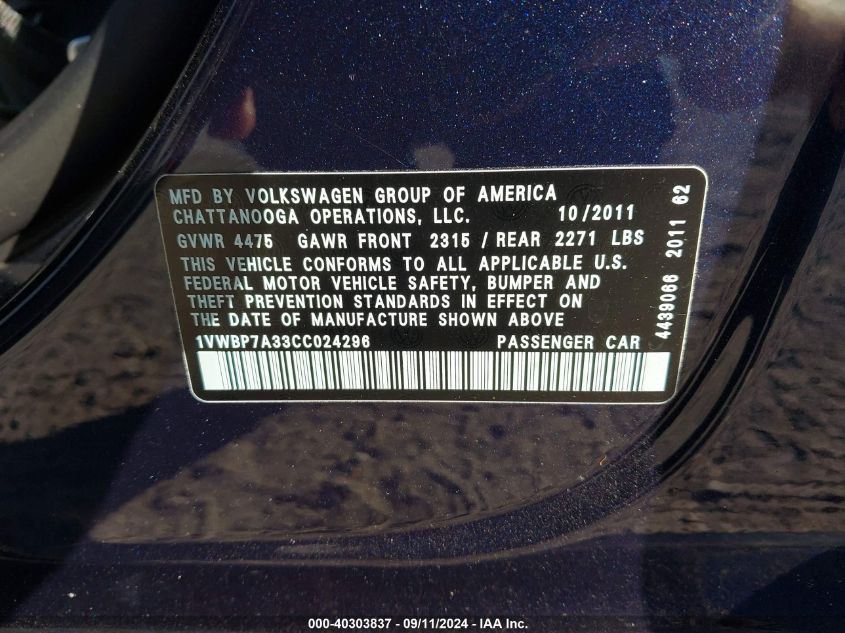 MFD BY VOLKSWAGEN GROUP OF AMERICA
CHATTANOOGA OPERATIONS, LLC. 10/2011
GVWR 4475 GAWR FRONT 2315 / REAR 2271 LBS
THIS VEHICLE CONFORMS TO ALL APPLICABLE U.S.
FEDERAL MOTOR VEHICLE SAFETY, BUMPER AND
THEFT PREVENTION STANDARDS IN EFFECT ON
THE DATE OF MANUFACTURE SHOWN ABOVE
1VWBP7A33CC024296 PASSENGER CAR
4439066 2011 62
000-40303837 - 09/11/2024 - IAA Inc.